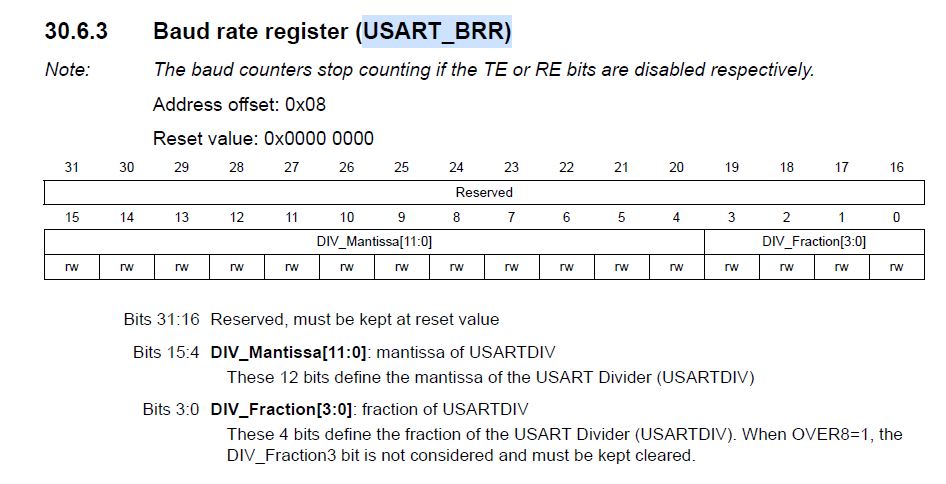 30.6.3 Baud rate register (USART_BRR)
Note: The baud counters stop counting if the TE or RE bits are disabled respectively.
Address offset: 0x08
Reset value: 0x0000 0000
31 30 29 28 27 26 25 24 23 22 21 20 19 18 17 16
Reserved
15 14 13 12 11 10 9 8 7 6 5 4 3 2 1 0
DIV_Mantissa[11:0] DIV_Fraction[3:0]
rw rw rw rw rw rw rw rw rw rw rw rw rw rw rw rw
Bits 31:16 Reserved, must be kept at reset value
Bits 15:4 DIV_Mantissa[11:0]: mantissa of USARTDIV
These 12 bits define the mantissa of the USART Divider (USARTDIV)
Bits 3:0 DIV_Fraction[3:0]: fraction of USARTDIV
These 4 bits define the fraction of the USART Divider (USARTDIV). When OVER8=1, the
DIV_Fraction3 bit is not considered and must be kept cleared.